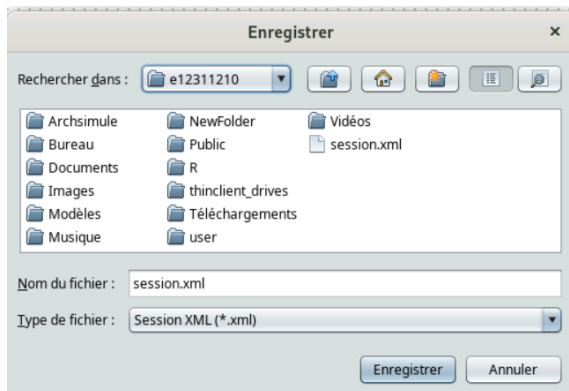 Enregistrer
Rechercher dans : e12311210
Archsimule NewFolder Vidéos
Bureau Public session.xml
Documents R
Images thinclient_drives
Modèles Téléchargements
Musique user
Nom du fichier : session.xml
Type de fichier : Session XML (*.xml)
Enregistrer Annuler